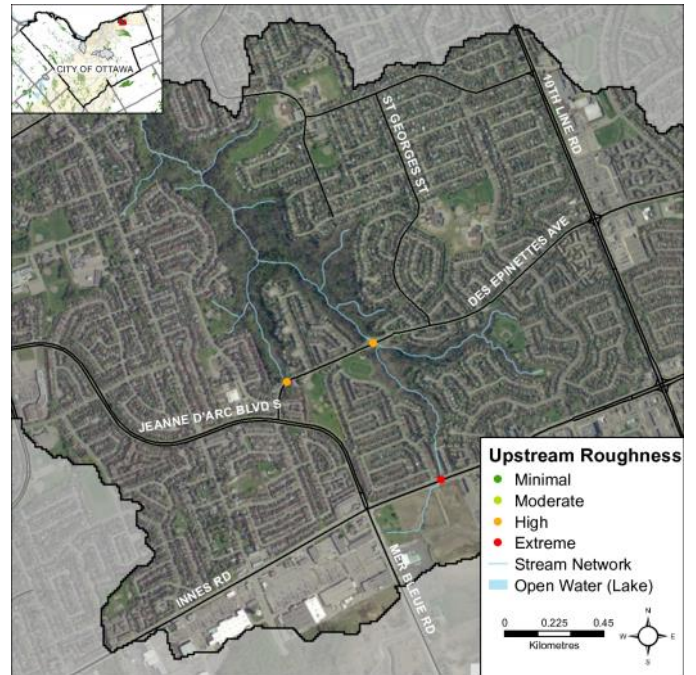 CITY OF OTTAWA
10TH LINE RD
ST GEORGES ST
DES EPINETTES AVE
JEANNE D'ARC BLVD S
INNES RD
MER BLEUE RD
Upstream Roughness
Minimal
Moderate
High
Extreme
Stream Network
Open Water (Lake)
0 0.225 0.45
Kilometres
N
W E
S